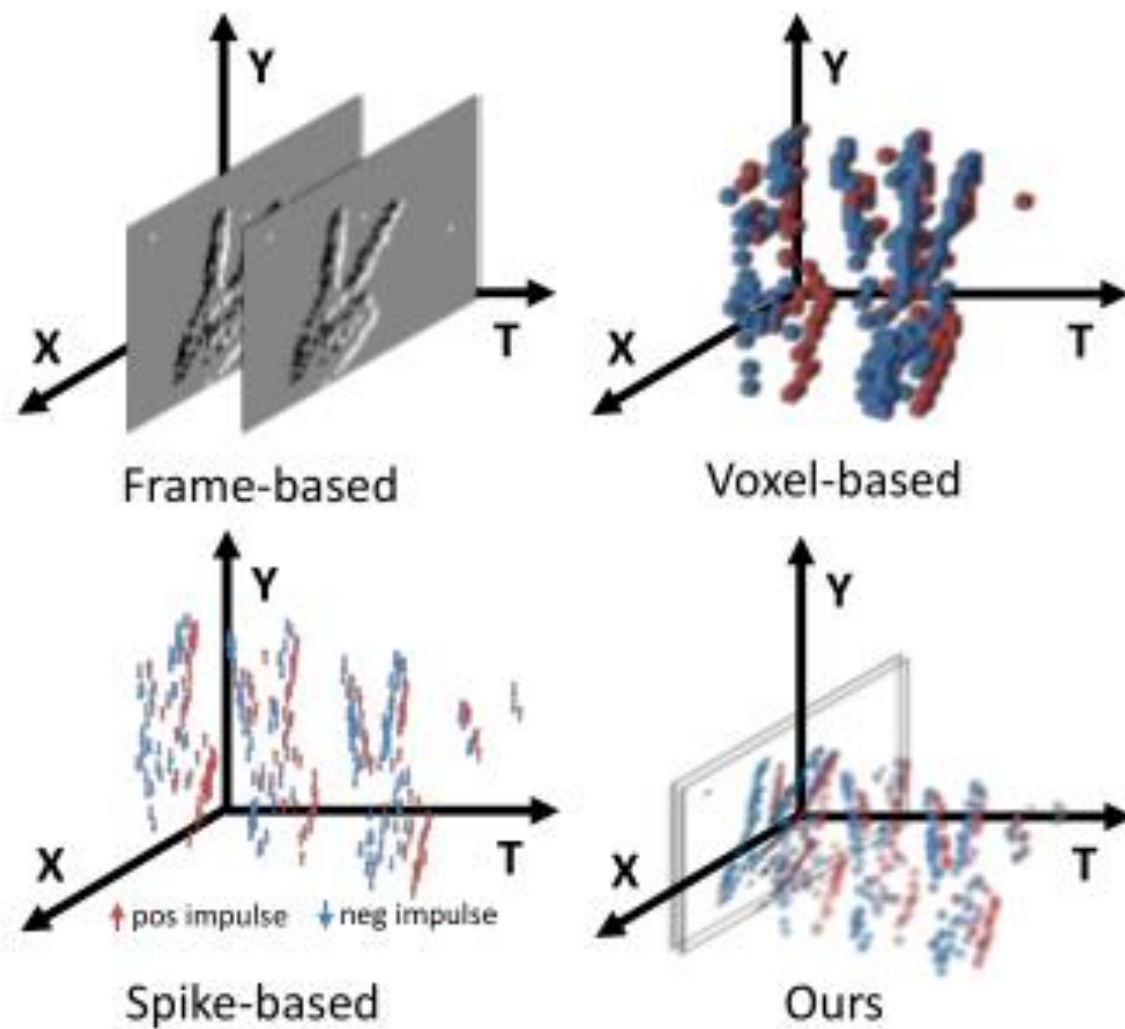 Y
X
T
Frame-based
Y
X
T
Voxel-based
Y
X
T
pos impulse neg impulse
Spike-based
Y
X
T
Ours